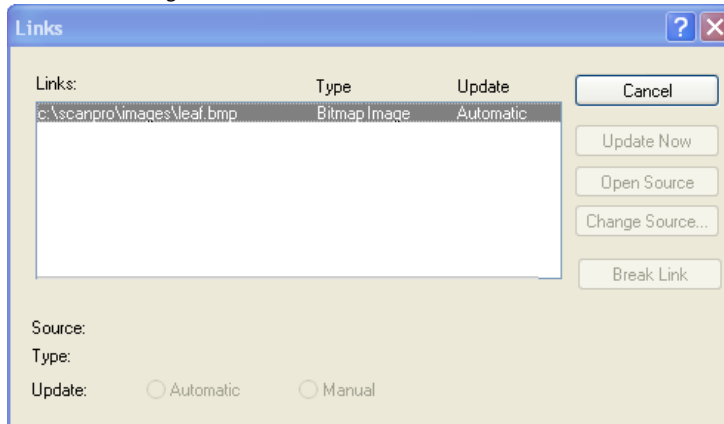 Links
Links: Type Update
c:\scanpro\images\leaf.bmp Bitmap Image Automatic
Cancel
Update Now
Open Source
Change Source...
Break Link
Source:
Type:
Update: Automatic Manual